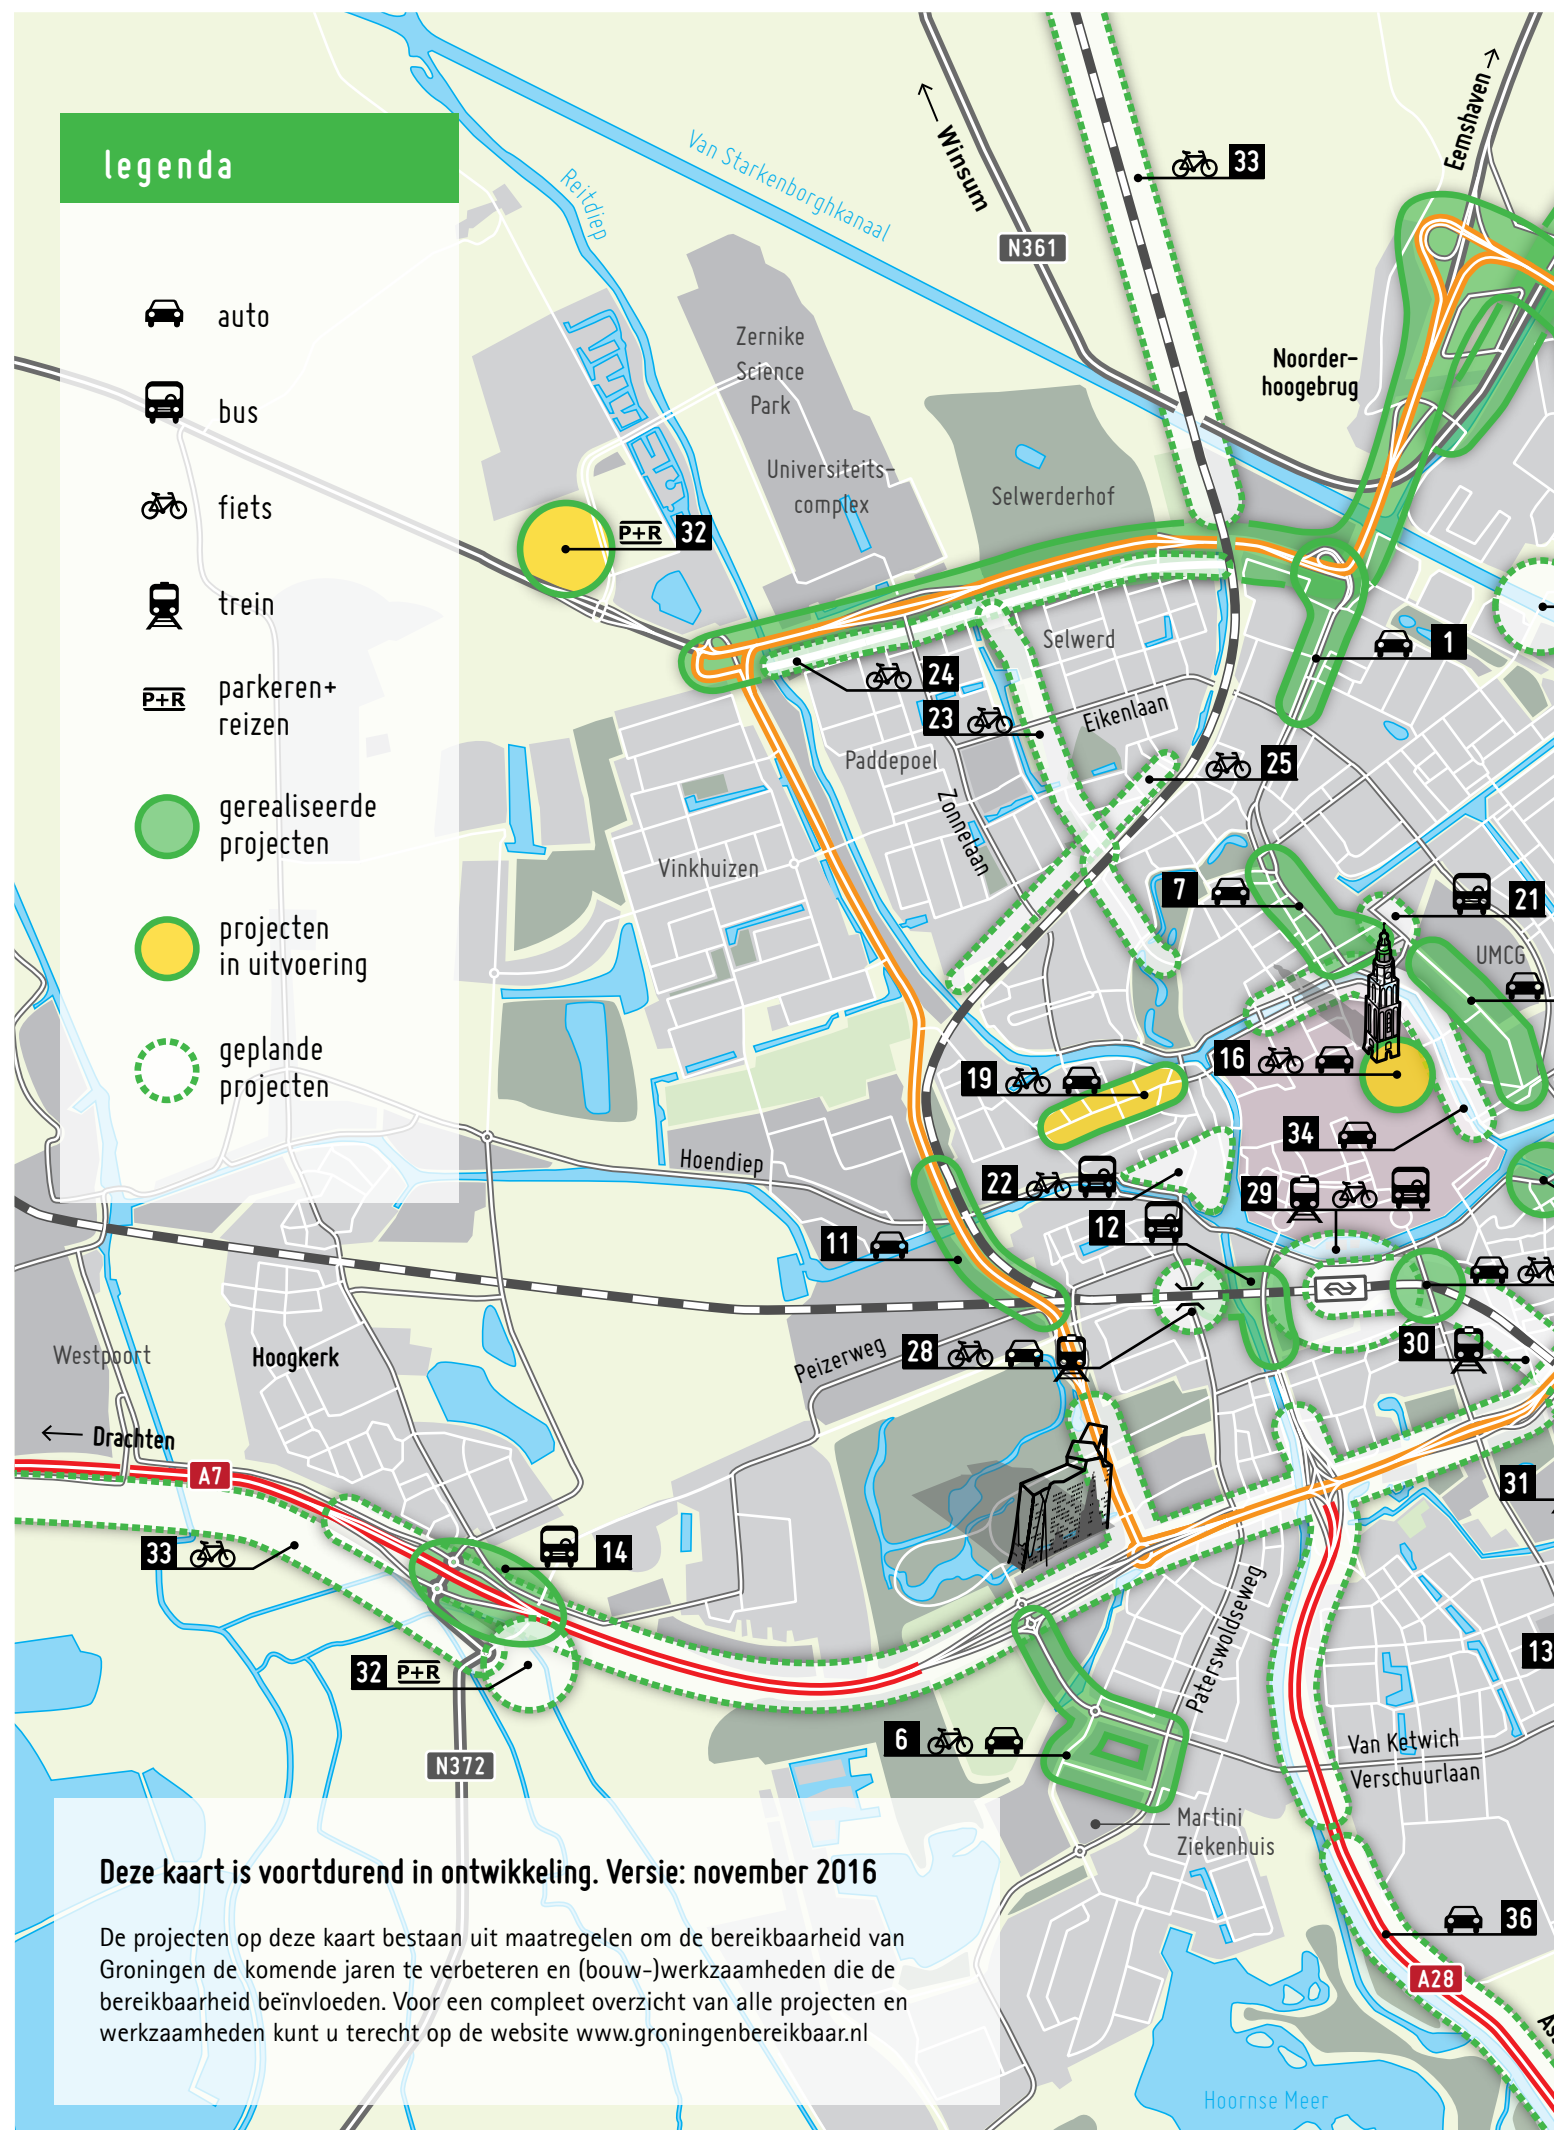 legenda
auto
bus
fiets
trein
P+R
parkeren+
reizen
gerealiseerde
projecten
projecten
in uitvoering
geplande
projecten
Reitdiep
Van Starkenborghkanaal
Winsum
N361
33
Eemshaven
Noorder-
hoogebrug
Zernike
Science
Park
Universiteits-
complex
Selwerderhof
P+R
32
1
Selwerd
24
23
Eikenlaan
25
Paddepoel
Zonnelaan
Vinkhuizen
7
21
UMCG
16
19
34
22
29
12
Hoendiep
11
28
30
Peizerweg
Westpoort
Hoogkerk
Drachten
A7
33
14
31
32
P+R
13
Paterswoldseweg
6
N372
Van Ketwich
Verschuurlaan
Martini
Ziekenhuis
36
A28
Hoornse Meer
Deze kaart is voortdurend in ontwikkeling. Versie: november 2016
De projecten op deze kaart bestaan uit maatregelen om de bereikbaarheid van
Groningen de komende jaren te verbeteren en (bouw-)werkzaamheden die de
bereikbaarheid beïnvloeden. Voor een compleet overzicht van alle projecten en
werkzaamheden kunt u terecht op de website www.groningenbereikbaar.nl